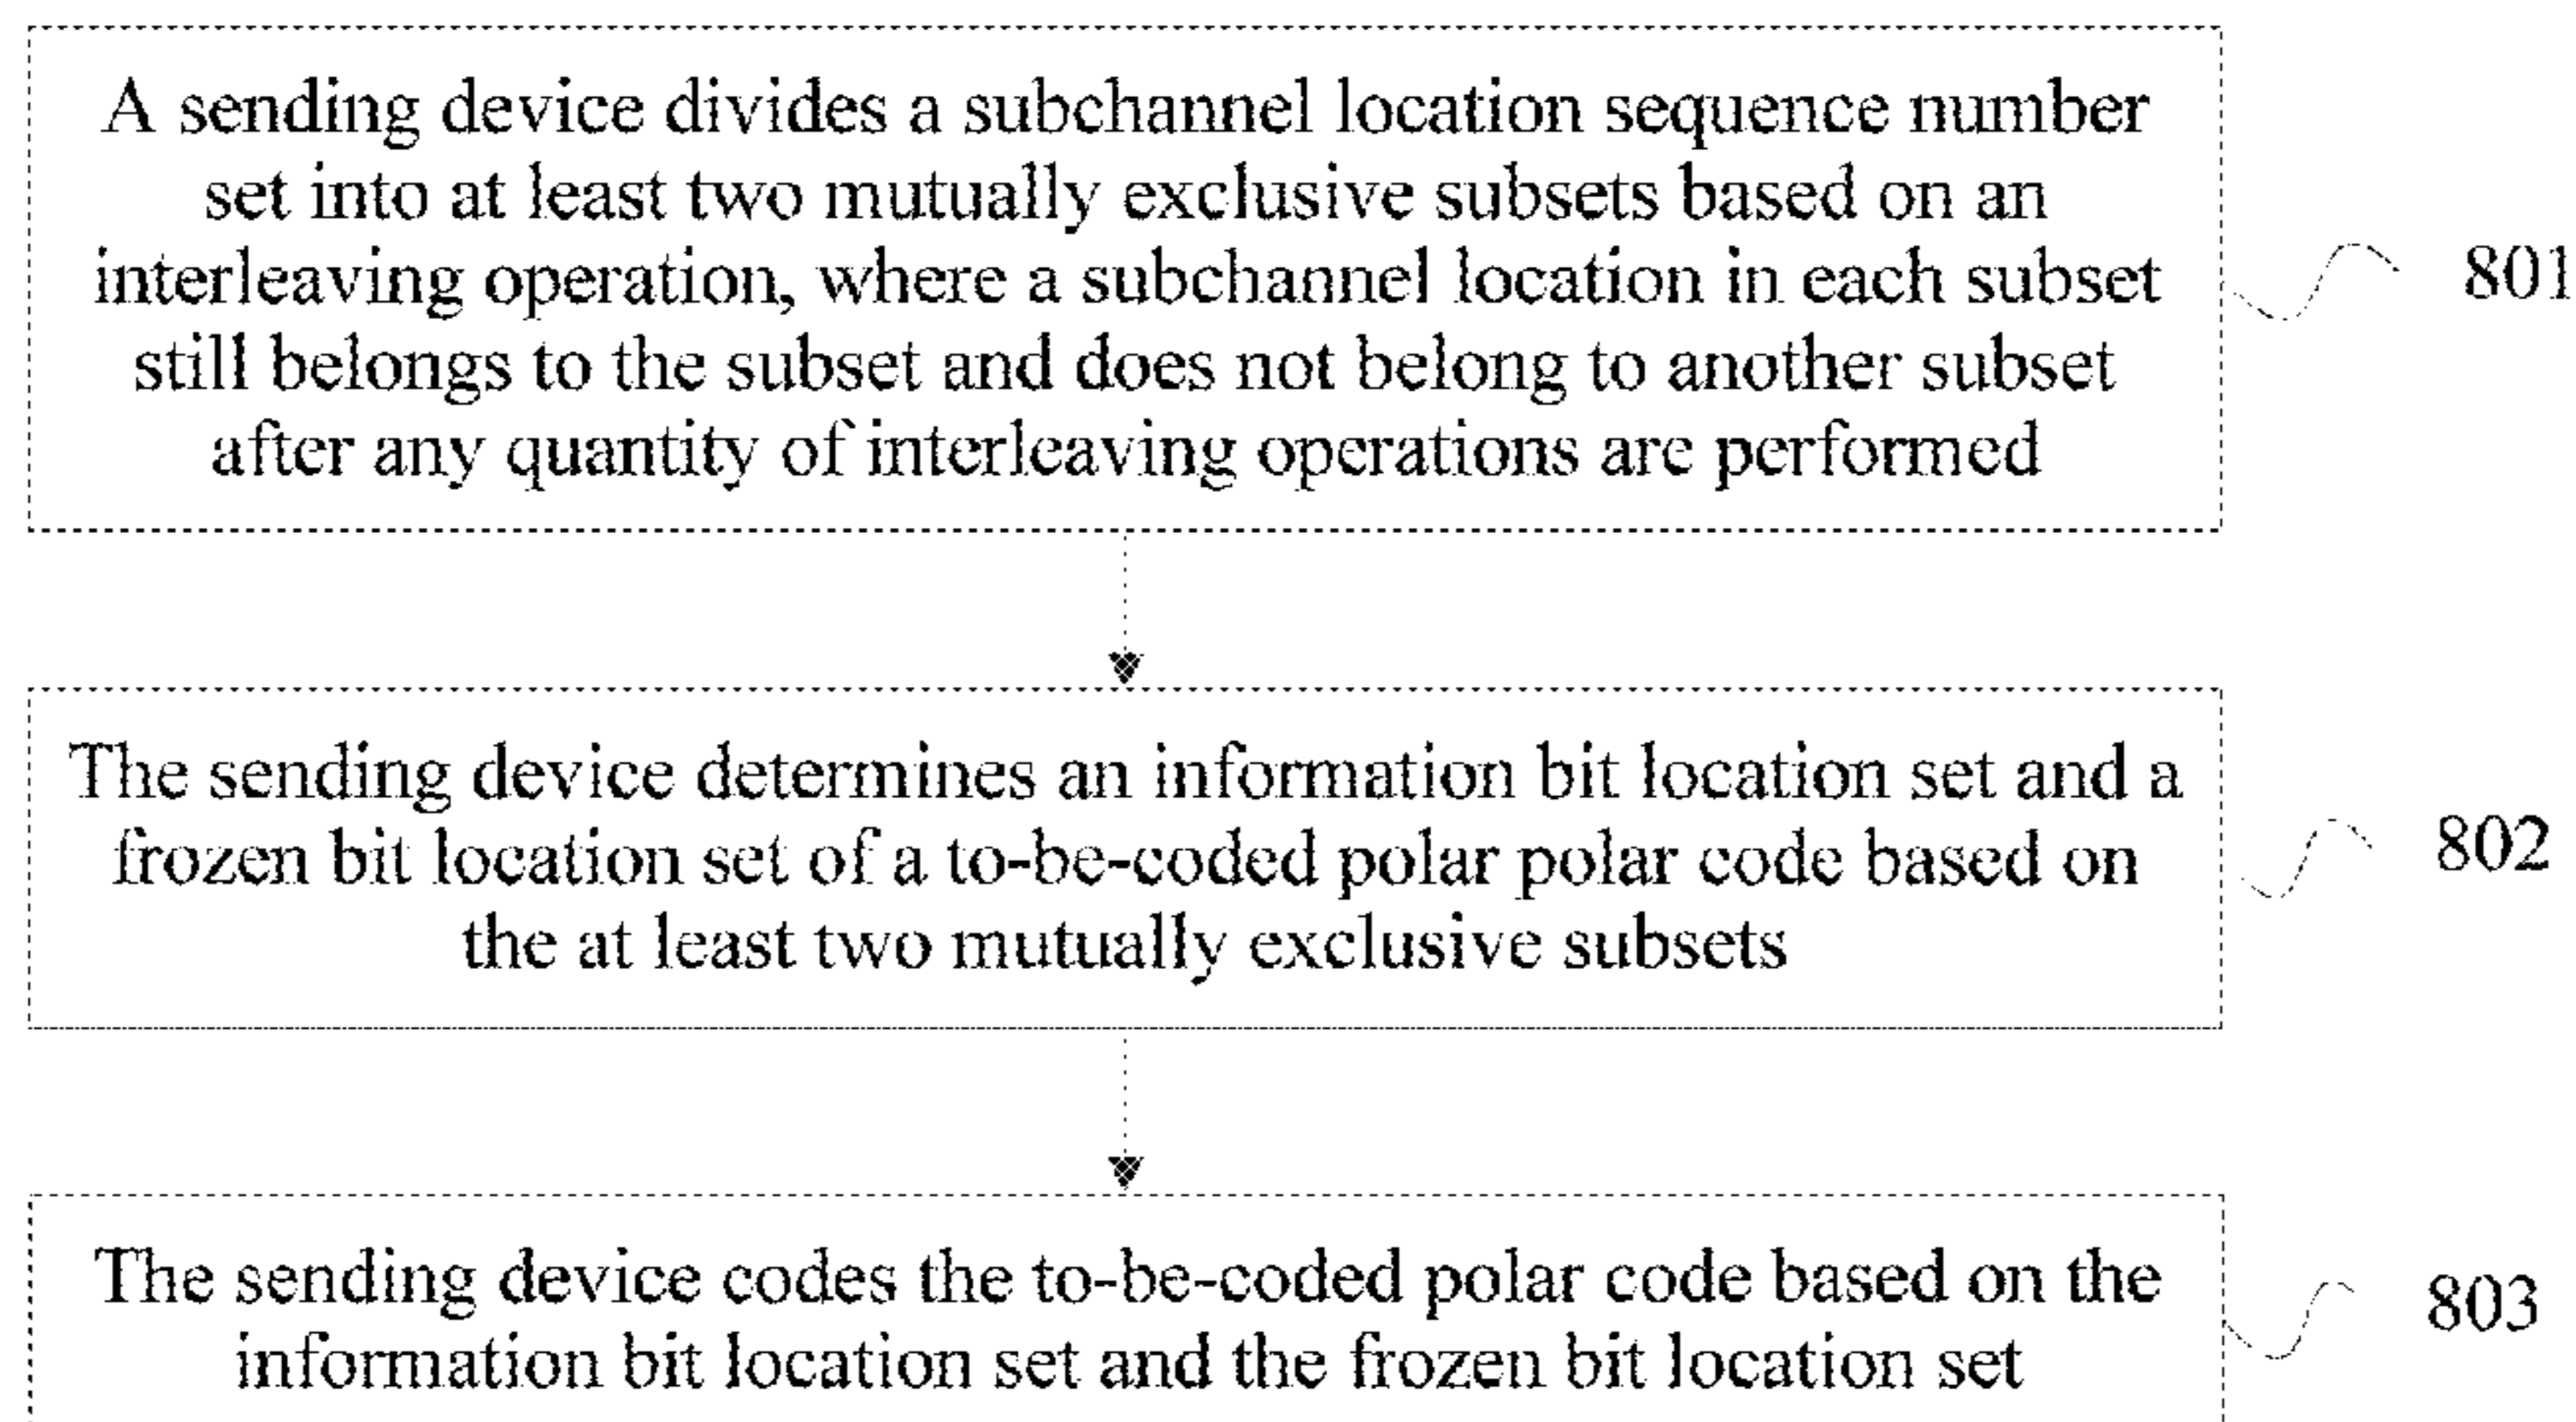 A sending device divides a subchannel location sequence number
set into at least two mutually exclusive subsets based on an
interleaving operation, where a subchannel location in each subset
still belongs to the subset and does not belong to another subset
after any quantity of interleaving operations are performed
801
The sending device determines an information bit location set and a
frozen bit location set of a to-be-coded polar polar code based on
the at least two mutually exclusive subsets
802
The sending device codes the to-be-coded polar code based on the
information bit location set and the frozen bit location set
803